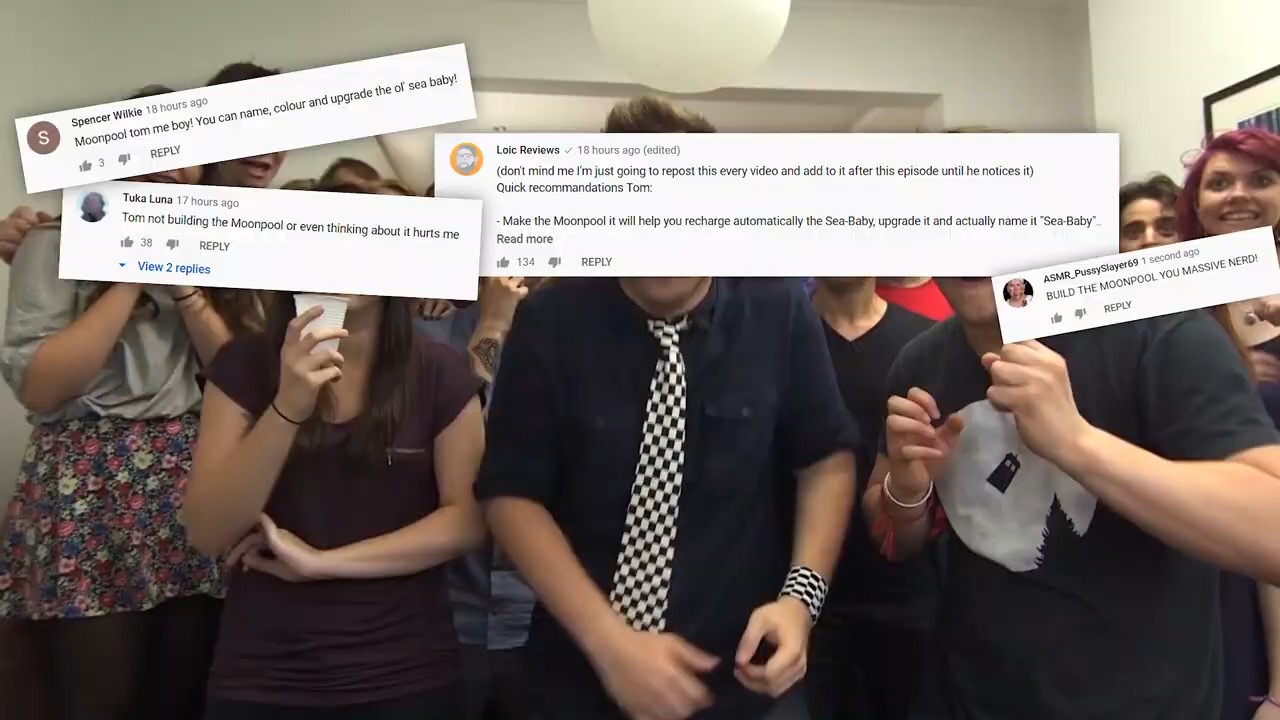 Spencer Wilkie 18 hours ago
Moonpool tom me boy! You can name, colour and upgrade the ol' sea baby!
S
3 REPLY
Tuka Luna 17 hours ago
Tom not building the Moonpool or even thinking about it hurts me
38 REPLY
View 2 replies
Loic Reviews 18 hours ago (edited)
(don't mind me I'm just going to repost this every video and add to it after this episode until he notices it)
Quick recommandations Tom:
- Make the Moonpool it will help you recharge automatically the Sea-Baby, upgrade it and actually name it "Sea-Baby"..
Read more
134 REPLY
ASMR_PussySlayer69 1 second ago
BUILD THE MOONPOOL YOU MASSIVE NERD!
REPLY